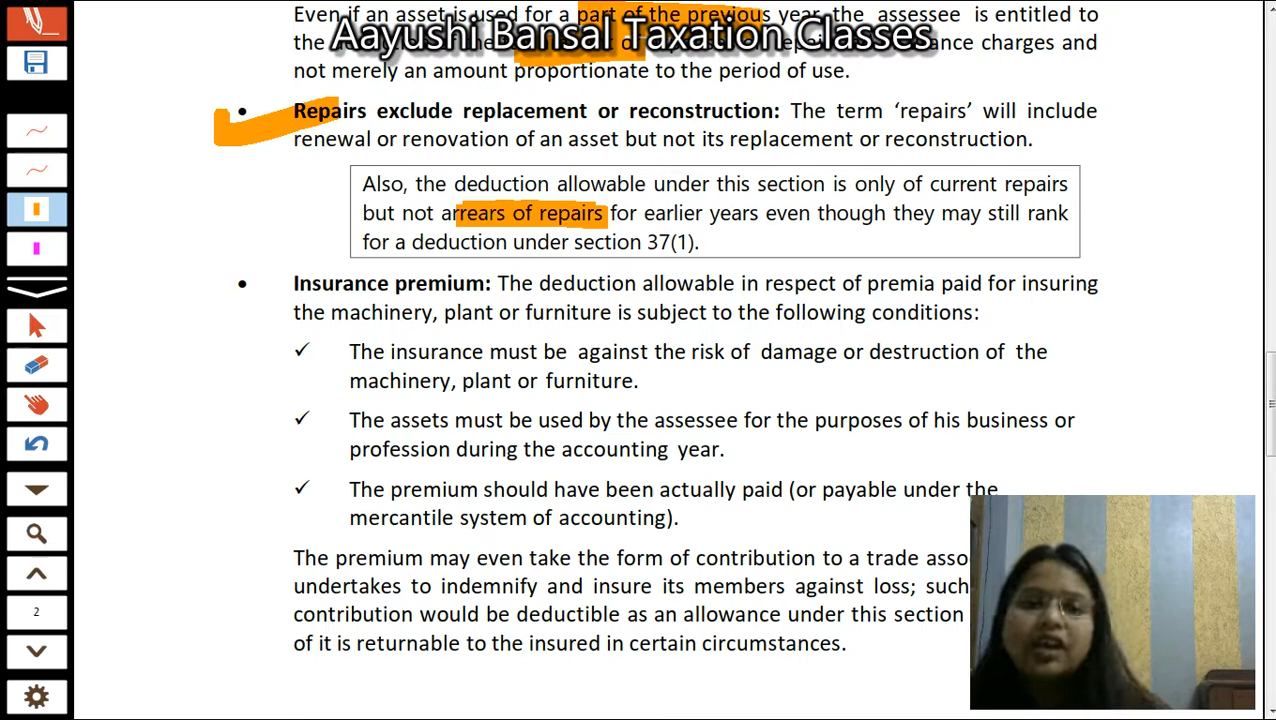 Even if an asset is used for a part of the previous year, the assessee is entitled to
Aayushi Bansal Taxation Classes
the ance charges and
not merely an amount proportionate to the period of use.
• Repairs exclude replacement or reconstruction: The term ‘repairs’ will include
renewal or renovation of an asset but not its replacement or reconstruction.
Also, the deduction allowable under this section is only of current repairs
but not arrears of repairs for earlier years even though they may still rank
for a deduction under section 37(1).
• Insurance premium: The deduction allowable in respect of premia paid for insuring
the machinery, plant or furniture is subject to the following conditions:
✓ The insurance must be against the risk of damage or destruction of the
machinery, plant or furniture.
✓ The assets must be used by the assessee for the purposes of his business or
profession during the accounting year.
✓ The premium should have been actually paid (or payable under the
mercantile system of accounting).
The premium may even take the form of contribution to a trade asso
undertakes to indemnify and insure its members against loss; such
contribution would be deductible as an allowance under this section
of it is returnable to the insured in certain circumstances.
2